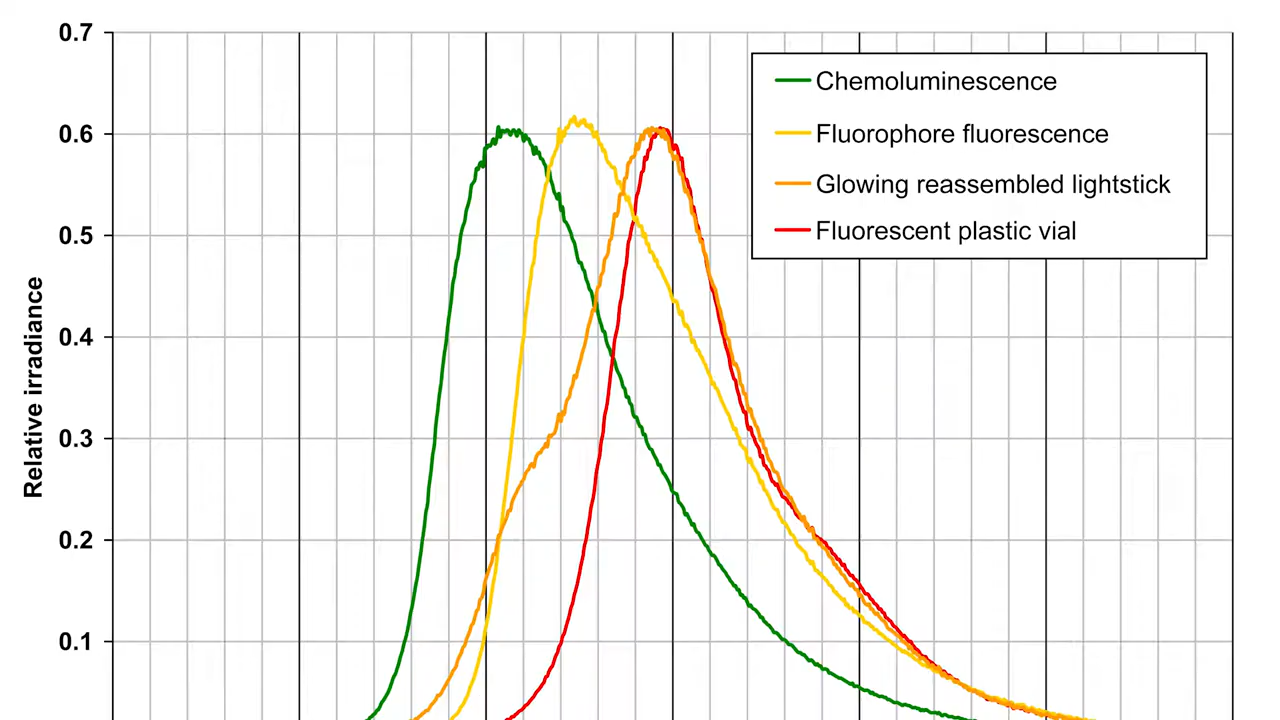 0.7
0.6
0.5
0.4
0.3
0.2
0.1
Relative irradiance
Chemoluminescence
Fluorophore fluorescence
Glowing reassembled lightstick
Fluorescent plastic vial